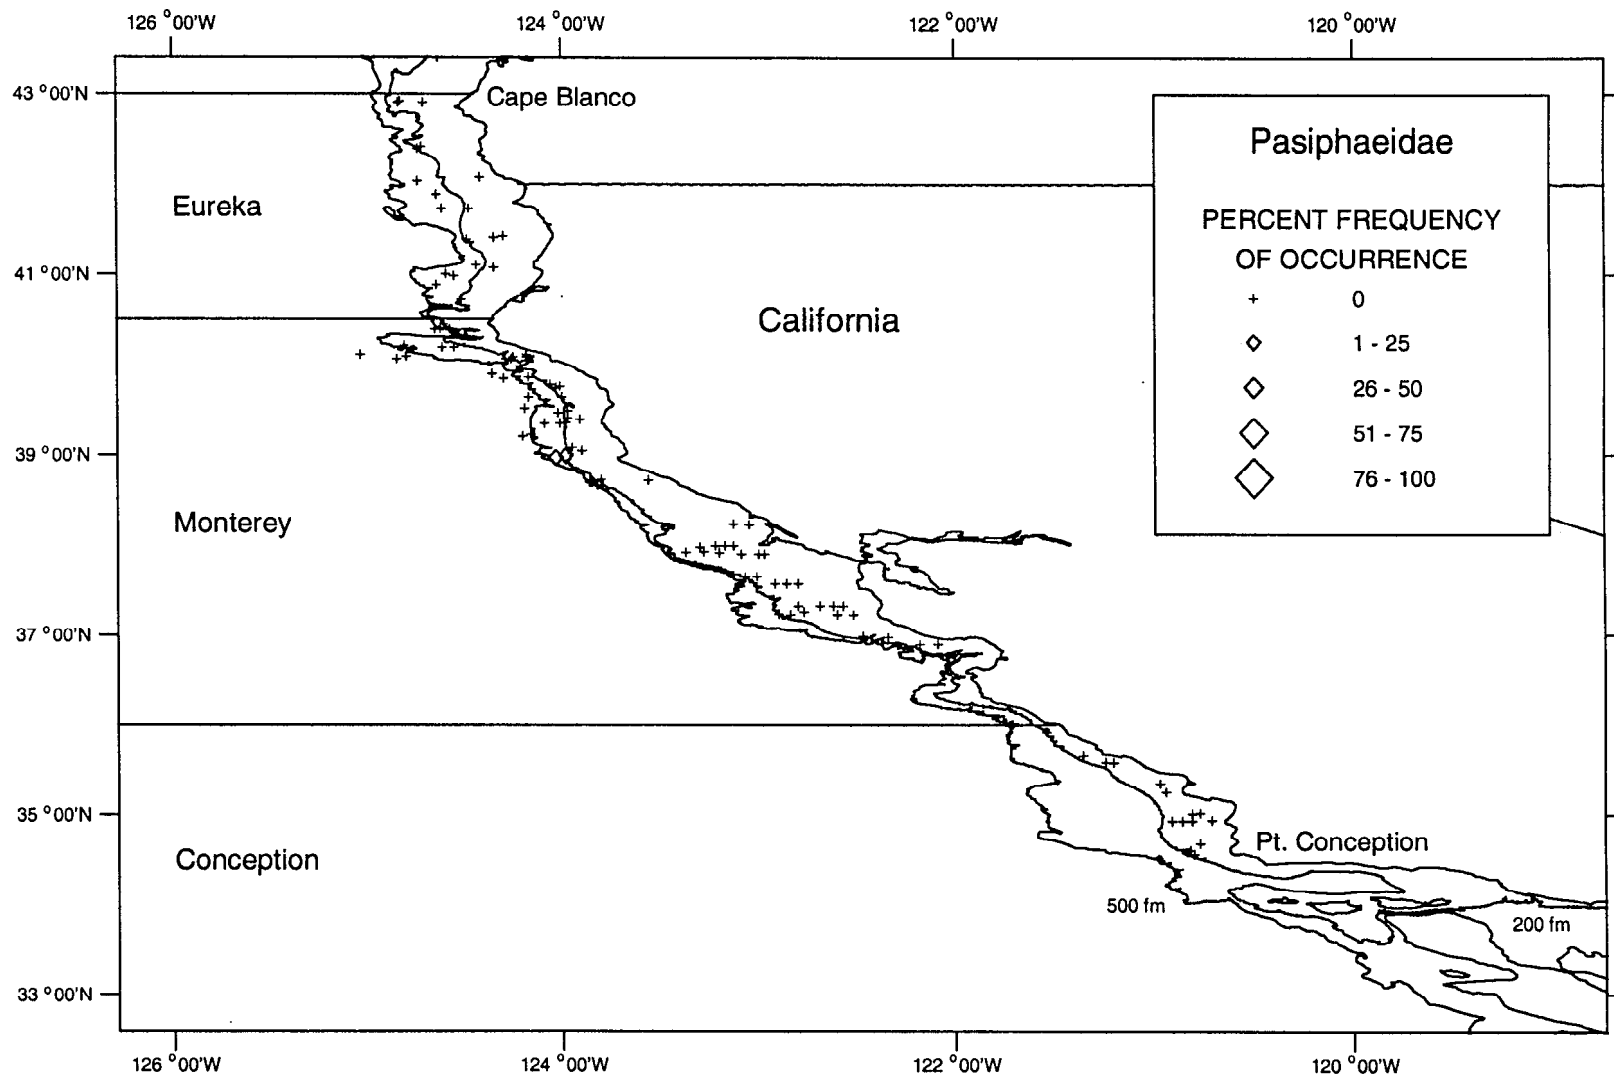 126 °00'W
124 °00'W
122 °00'W
120 °00'W
43 °00'N
Cape Blanco
Pasiphaeidae
Eureka
PERCENT FREQUENCY
OF OCCURRENCE
41 °00'N
+ 0
1 - 25
California
26 - 50
51 - 75
39 °00'N
76 - 100
Monterey
37 °00'N
35 °00'N
Pt. Conception
Conception
500 fm
200 fm
33 °00'N
126 °00'W
124 °00'W
122 °00'W
120 °00'W